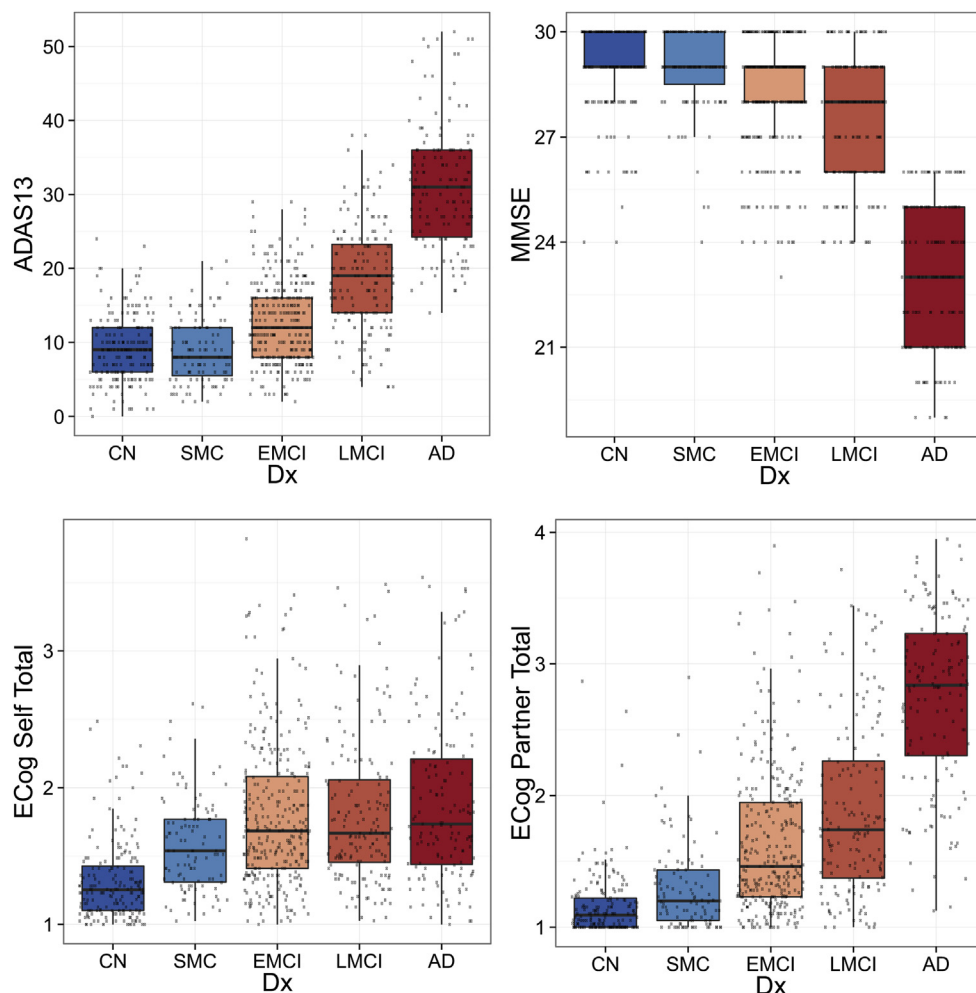 ADAS13
50
40
30
20
10
0
CN SMC EMCI LMCI AD
Dx
MMSE
30
27
24
21
CN SMC EMCI LMCI AD
Dx
ECog Self Total
3
2
1
CN SMC EMCI LMCI AD
Dx
ECog Partner Total
4
3
2
1
CN SMC EMCI LMCI AD
Dx